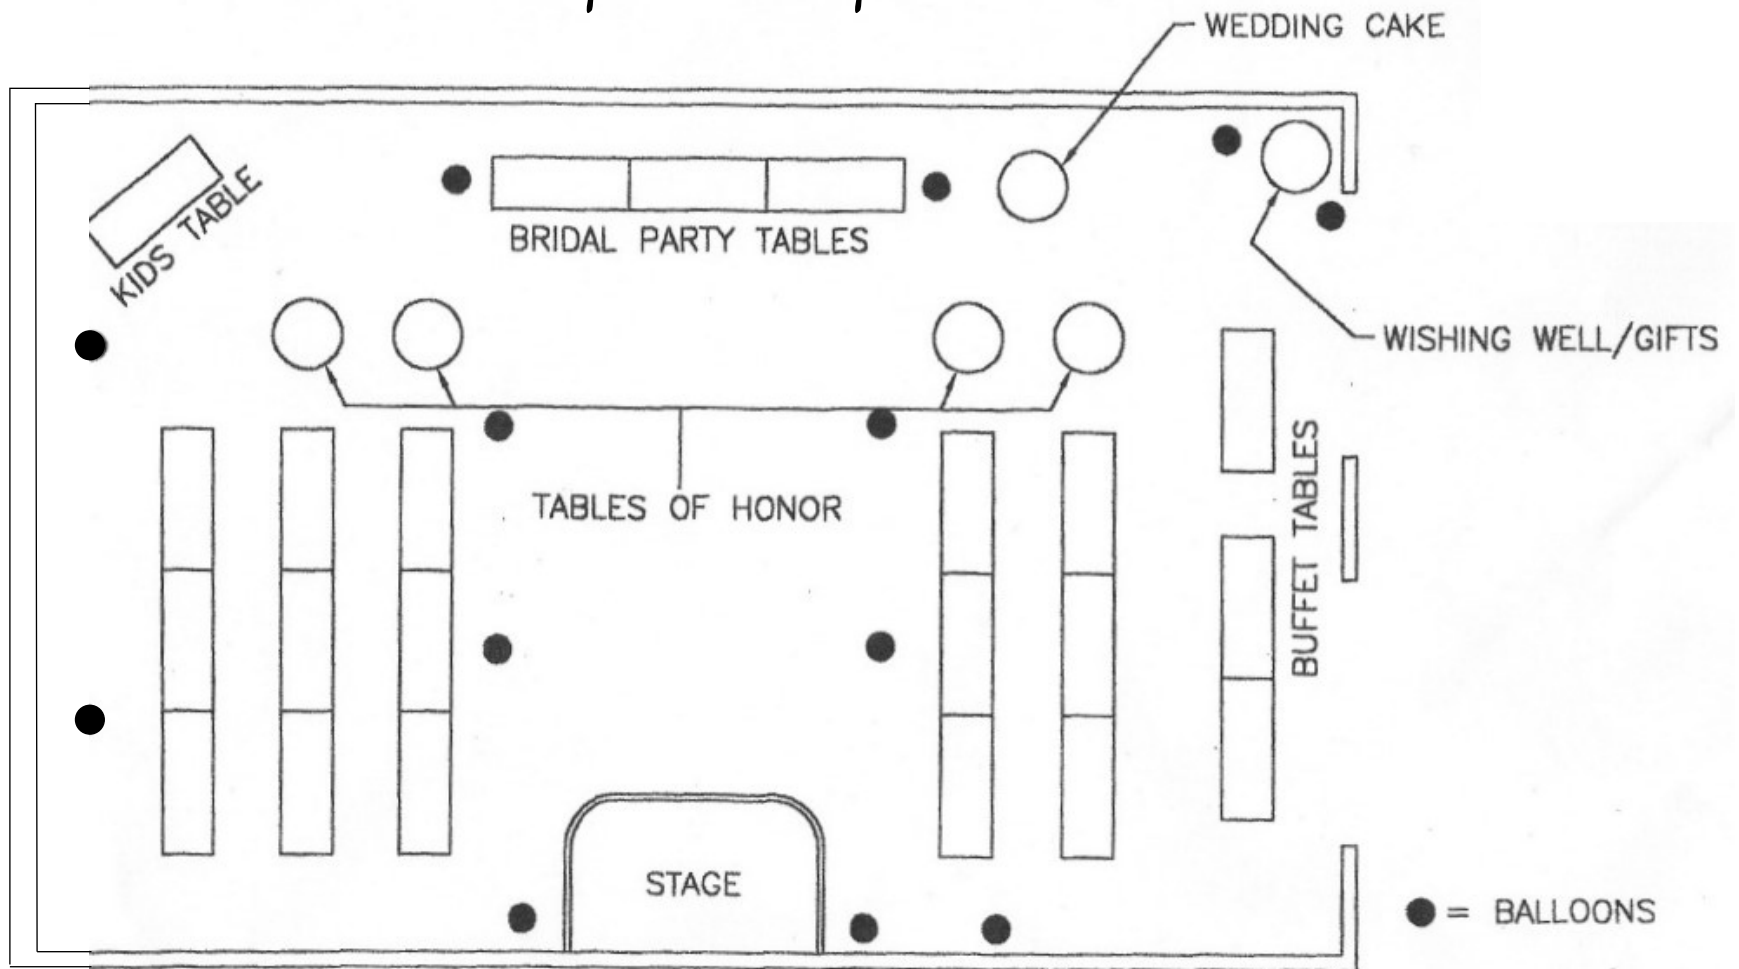 WEDDING CAKE
KIDS TABLE
BRIDAL PARTY TABLES
WISHING WELL/GIFTS
TABLES OF HONOR
BUFFET TABLES
STAGE
= BALLOONS